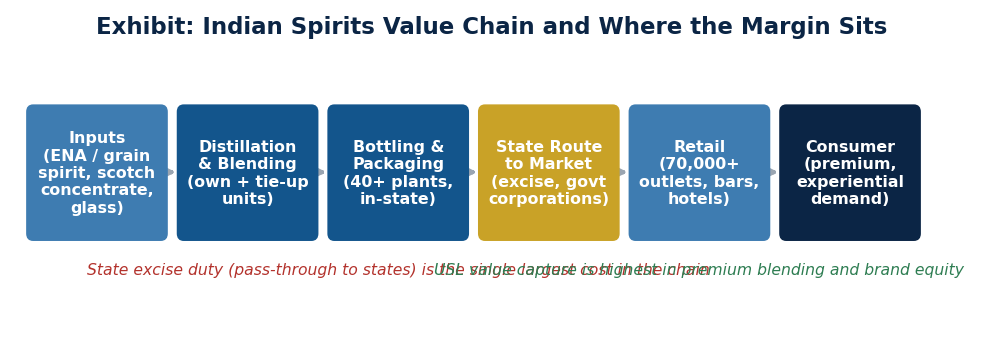 Exhibit: Indian Spirits Value Chain and Where the Margin Sits
Inputs
(ENA / grain
spirit, scotch
concentrate,
glass)
Distillation
& Blending
(own + tie-up
units)
Bottling &
Packaging
(40+ plants,
in-state)
State Route
to Market
(excise, govt
corporations)
Retail
(70,000+
outlets, bars,
hotels)
Consumer
(premium,
experiential
demand)
State excise duty (pass-through to states) is the single largest cost in the chain
USL value capture is highest in premium blending and brand equity